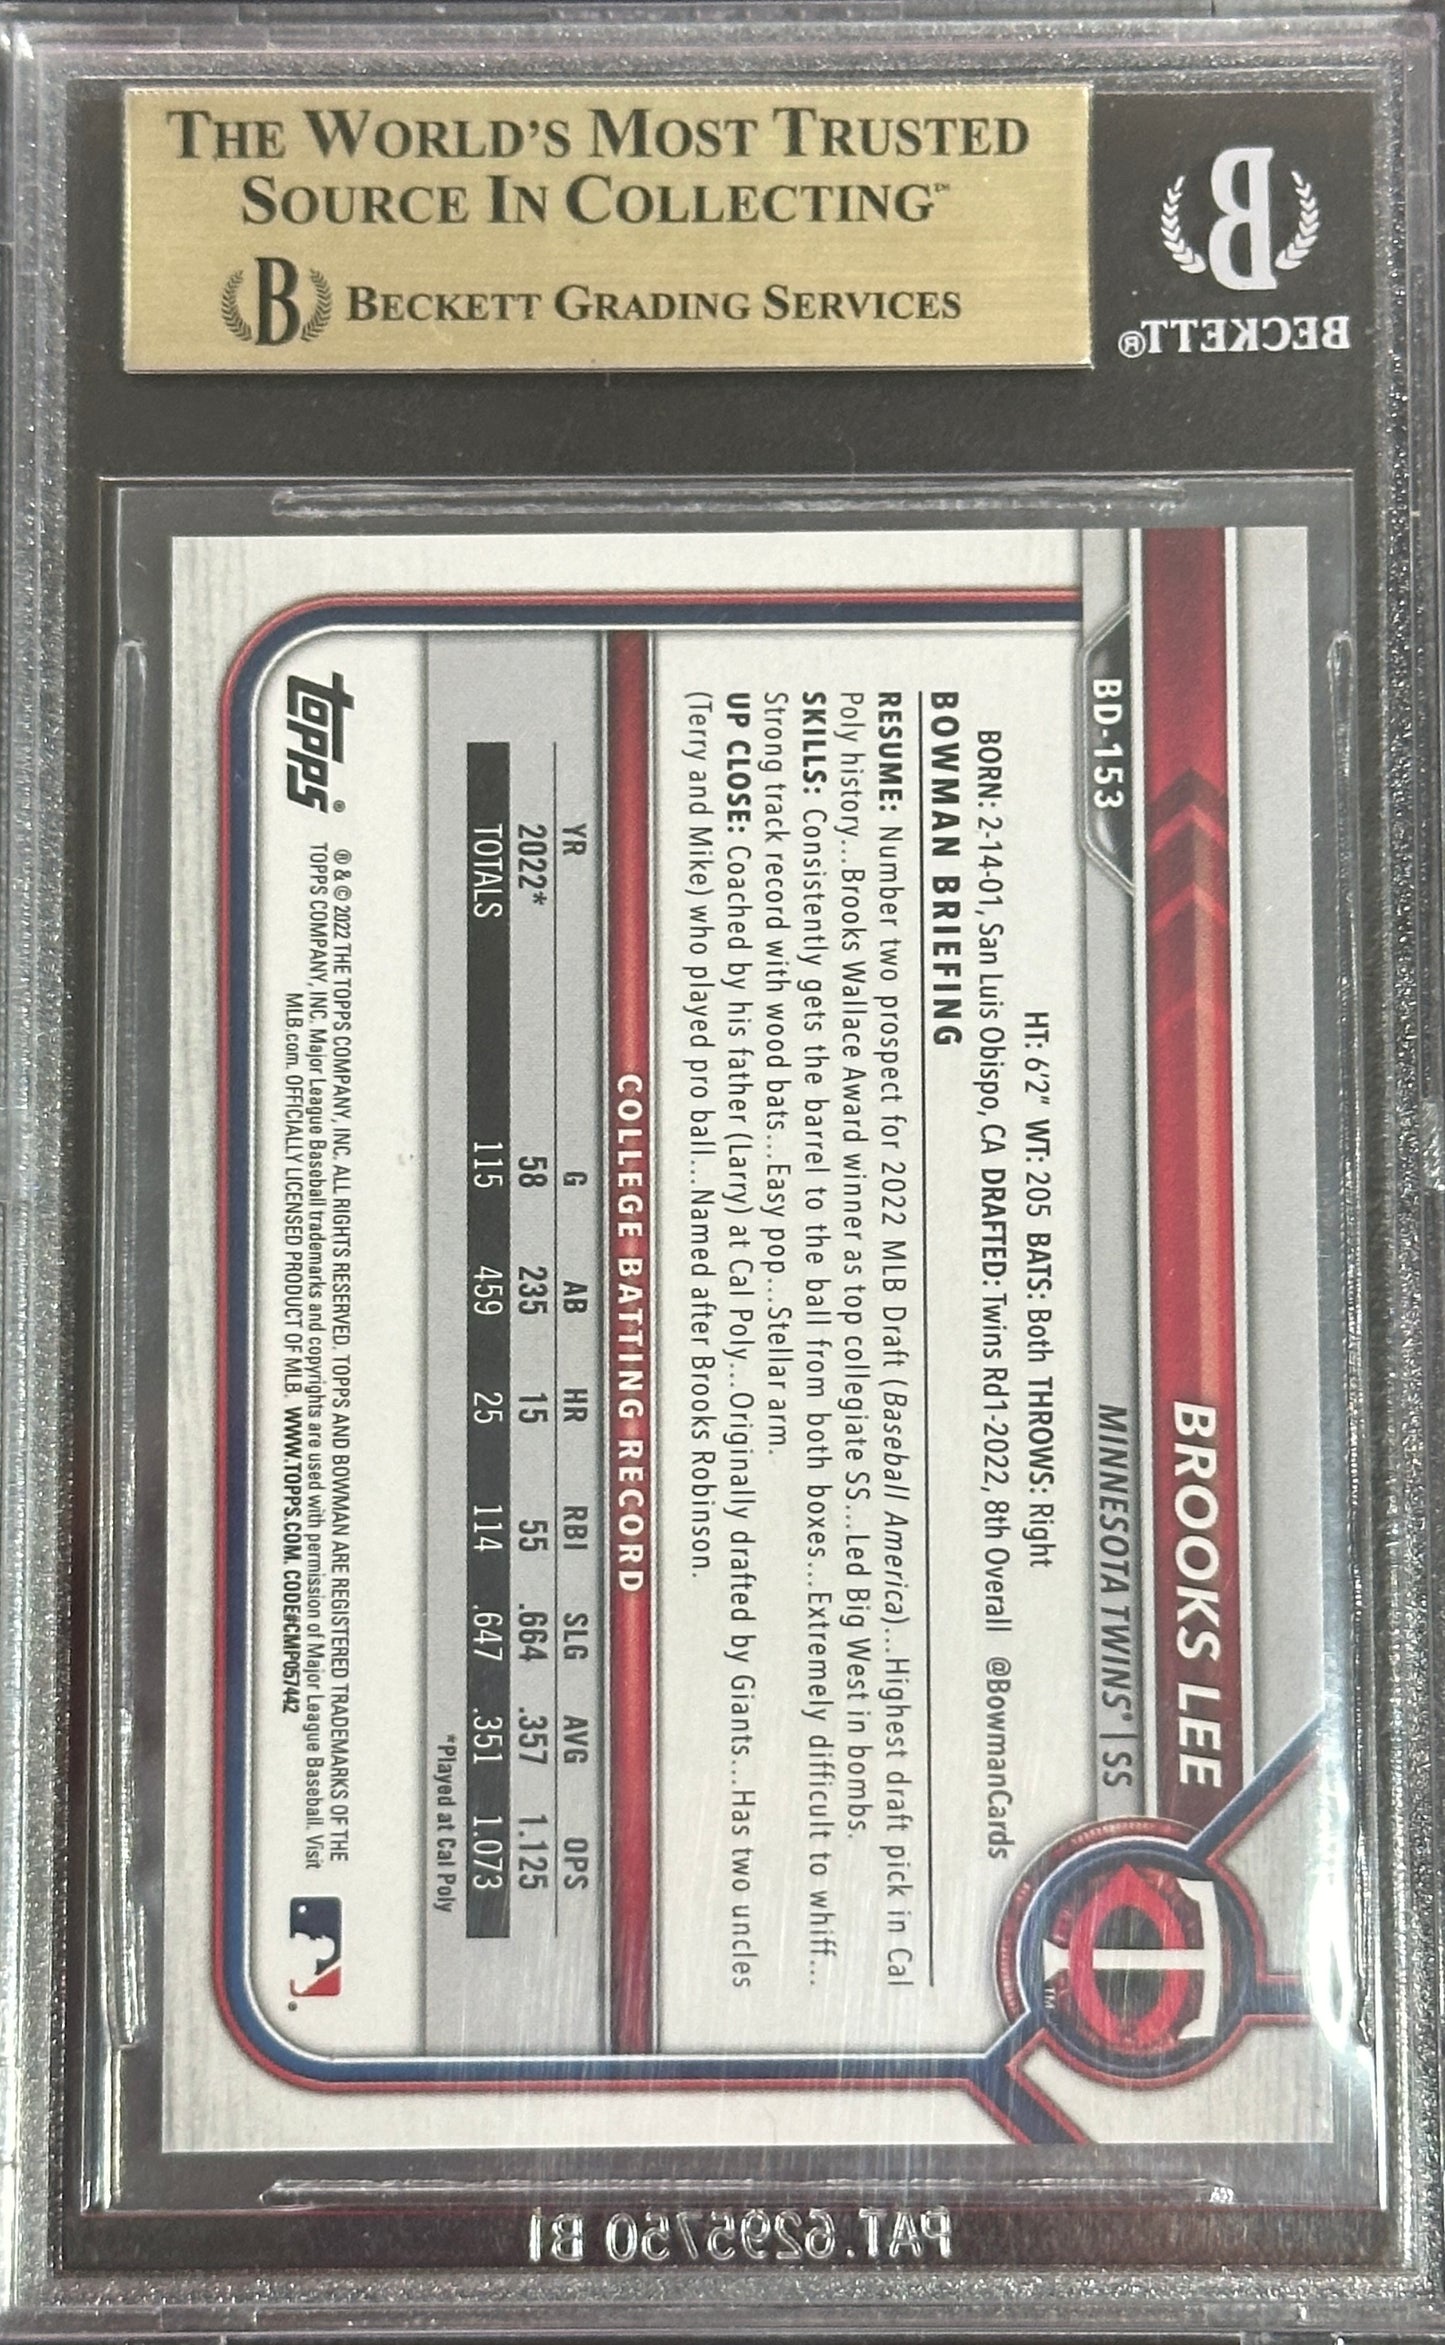 THE WORLD'S MOST TRUSTED
SOURCE IN COLLECTING™
B BECKETT GRADING SERVICES
B
BECKETT®
BROOKS LEE
BD-153
MINNESOTA TWINS® | SS
HT: 6'2" WT: 205 BATS: Both THROWS: Right
BORN: 2-14-01, San Luis Obispo, CA DRAFTED: Twins Rd1-2022, 8th Overall @BowmanCards
BOWMAN BRIEFING
RESUME: Number two prospect for 2022 MLB Draft (Baseball America)...Highest draft pick in Cal
Poly history...Brooks Wallace Award winner as top collegiate SS...Led Big West in bombs.
SKILLS: Consistently gets the barrel to the ball from both boxes...Extremely difficult to whiff...
Strong track record with wood bats...Easy pop...Stellar arm.
UP CLOSE: Coached by his father (Larry) at Cal Poly...Originally drafted by Giants...Has two uncles
(Terry and Mike) who played pro ball...Named after Brooks Robinson.
COLLEGE BATTING RECORD
YR G AB HR RBI SLG AVG OPS
2022* 58 235 15 55 .664 .357 1.125
TOTALS 115 459 25 114 .647 .351 1.073
*Played at Cal Poly
topps®
® & © 2022 THE TOPPS COMPANY, INC. ALL RIGHTS RESERVED. TOPPS AND BOWMAN ARE REGISTERED TRADEMARKS OF THE
TOPPS COMPANY, INC. Major League Baseball trademarks and copyrights are used with permission of Major League Baseball. Visit
MLB.com. OFFICIALLY LICENSED PRODUCT OF MLB. WWW.TOPPS.COM. CODE#CMP057442
TC™
PAT.6295750 B1